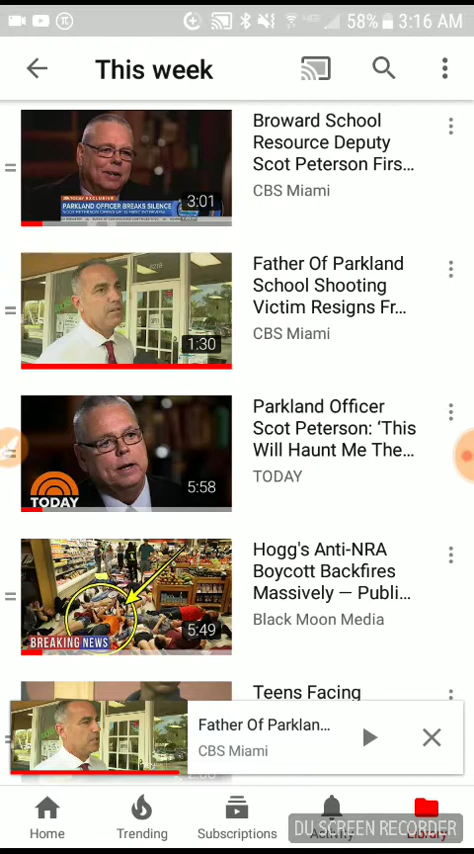 58% 3:16 AM
This week
Broward School
Resource Deputy
Scot Peterson Firs...
CBS Miami
PARKLAND OFFICER BREAKS SILENCE
3:01
Father Of Parkland
School Shooting
Victim Resigns Fr...
CBS Miami
1:30
Parkland Officer
Scot Peterson: ‘This
Will Haunt Me The...
TODAY
TODAY
5:58
Hogg's Anti-NRA
Boycott Backfires
Massively — Publi...
Black Moon Media
BREAKING NEWS
5:49
Teens Facing
Father Of Parklan...
CBS Miami
Home
Trending
Subscriptions
Activity
Library
DU SCREEN RECORDER